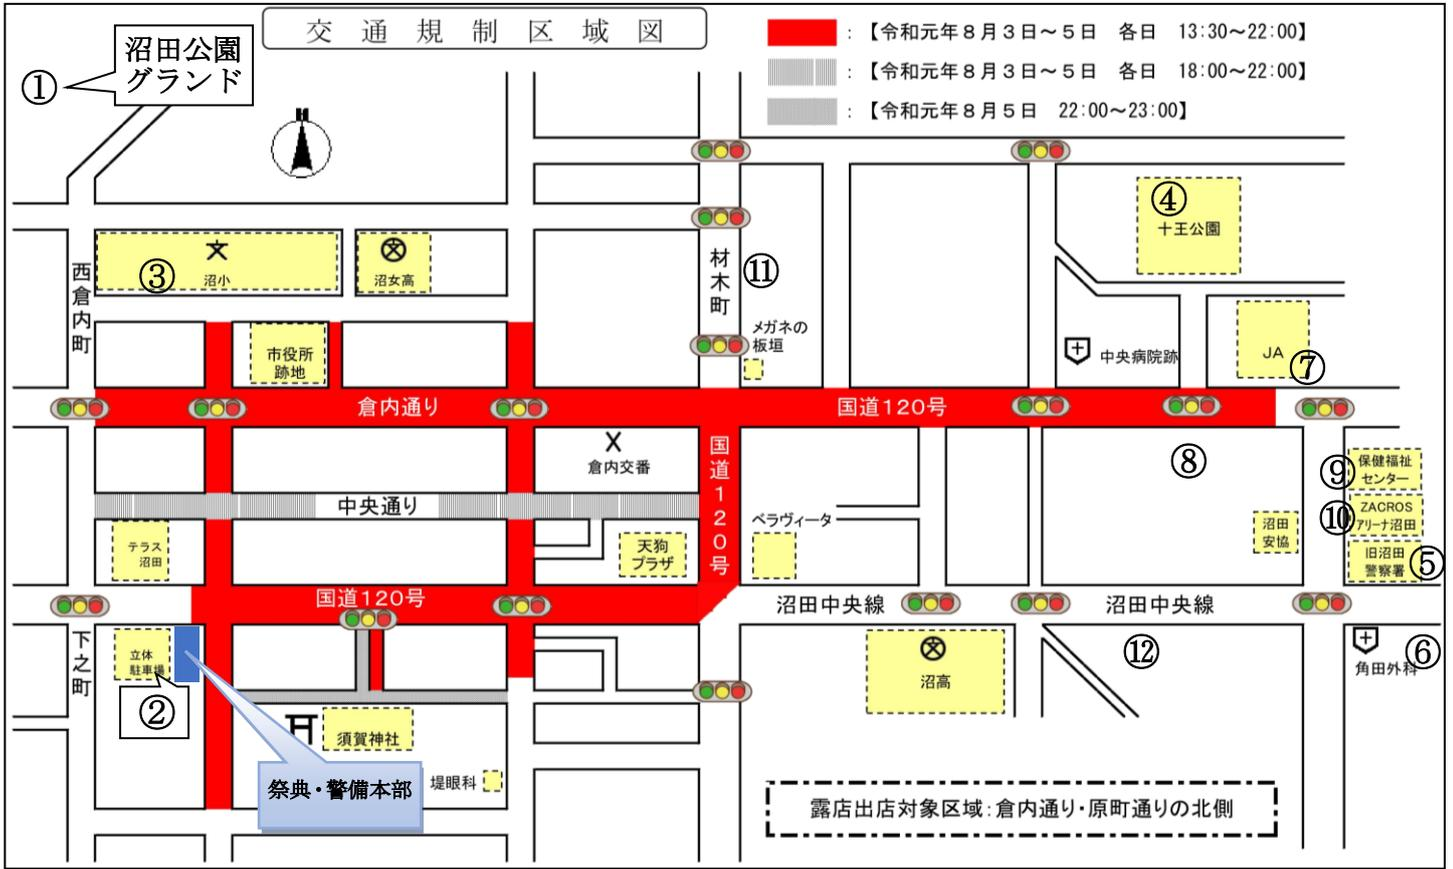 交通規制区域図
：【令和元年８月３日～５日　各日　13:30～22:00】
：【令和元年８月３日～５日　各日　18:00～22:00】
：【令和元年８月５日　22:00～23:00】
①
沼田公園
グランド
N
④
十王公園
西倉内町
③
文
沼小
沼女高
材木町
⑪
メガネの
板垣
市役所
跡地
中央病院跡
JA
⑦
倉内通り
国道120号
X
倉内交番
国道120号
⑧
⑨
保健福祉
センター
中央通り
⑩
ZACROS
アリーナ沼田
テラス
沼田
天狗
プラザ
ベラヴィータ
沼田
安協
旧沼田
警察署
⑤
国道120号
沼田中央線
沼田中央線
下之町
立体
駐車場
②
沼高
⑫
角田外科
⑥
須賀神社
祭典・警備本部
堤眼科
露店出店対象区域：倉内通り・原町通りの北側